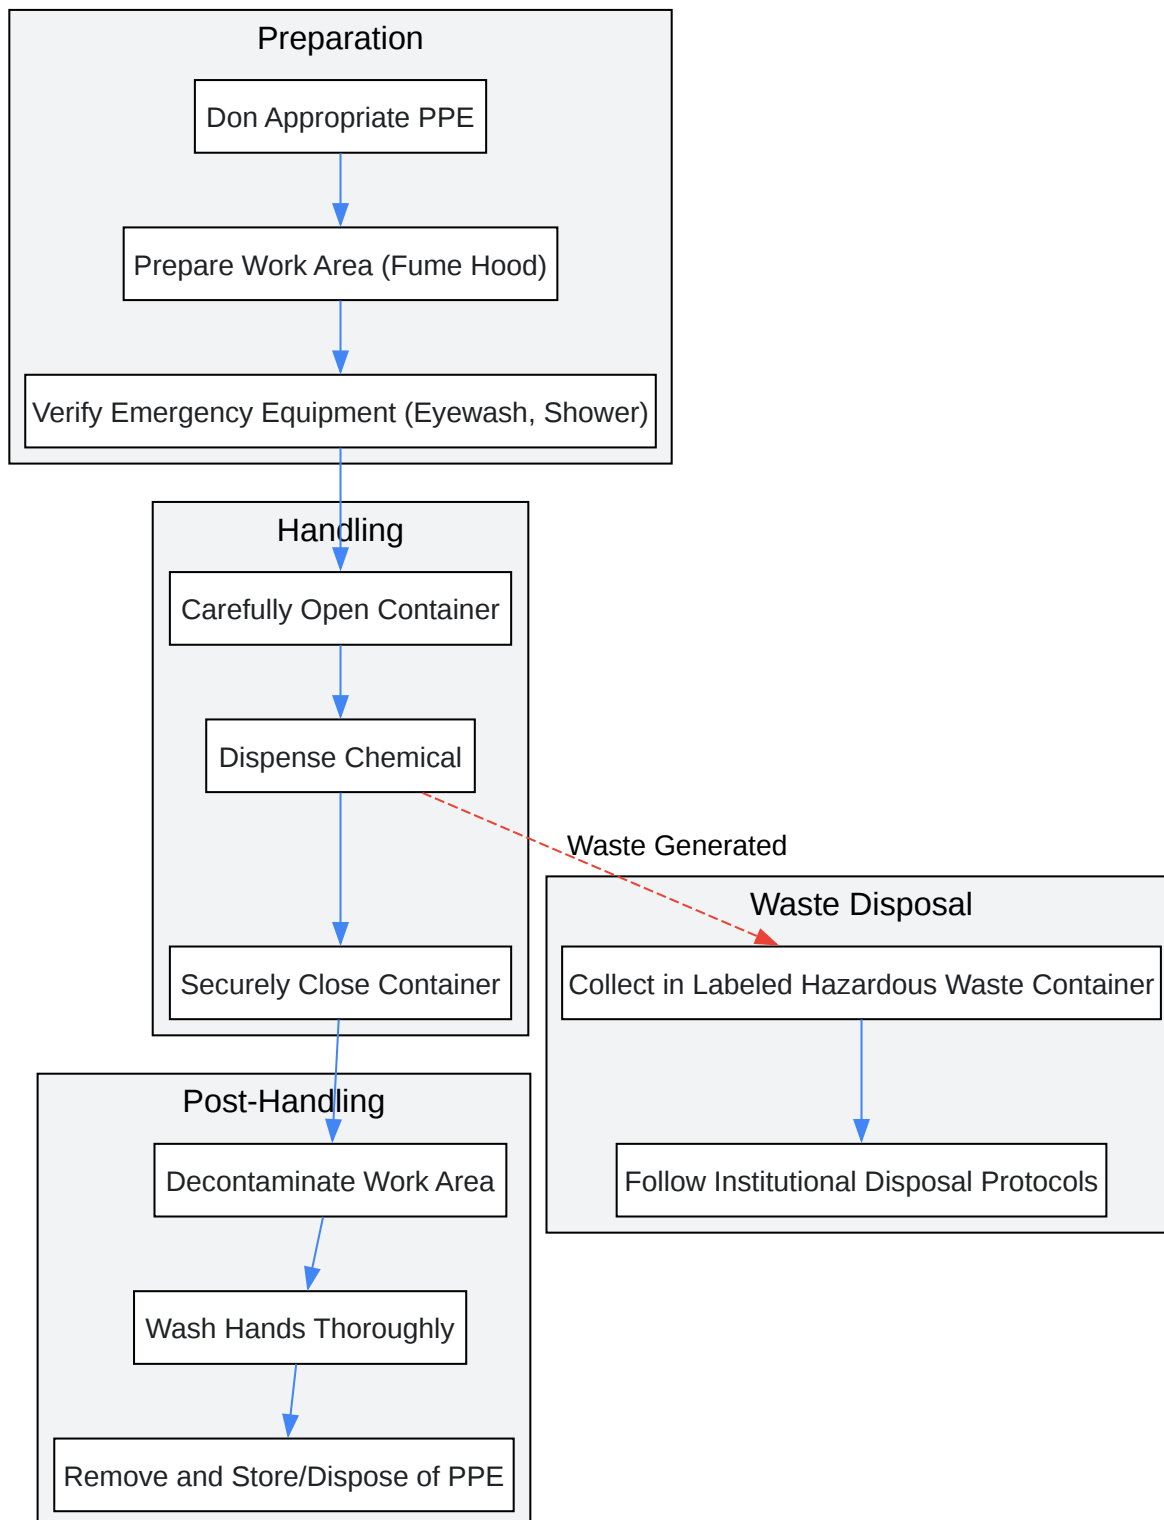 Preparation
Don Appropriate PPE
Prepare Work Area (Fume Hood)
Verify Emergency Equipment (Eyewash, Shower)
Handling
Carefully Open Container
Dispense Chemical
Waste Generated
Waste Disposal
Securely Close Container
Collect in Labeled Hazardous Waste Container
Post-Handling
Decontaminate Work Area
Follow Institutional Disposal Protocols
Wash Hands Thoroughly
Remove and Store/Dispose of PPE